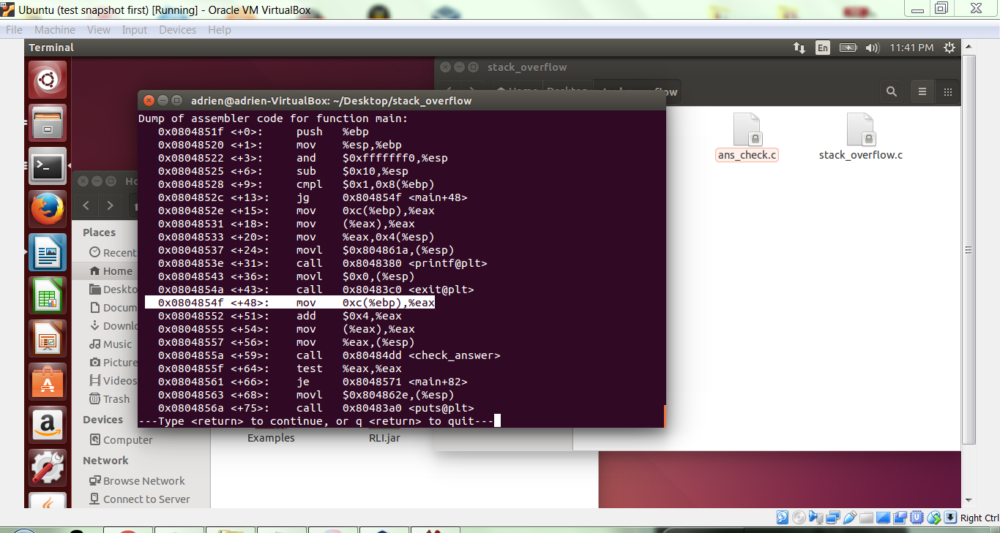 Ubuntu (test snapshot first) [Running] - Oracle VM VirtualBox
File Machine View Input Devices Help
Terminal
En
11:41 PM
stack_overflow
adrien@adrien-VirtualBox: ~/Desktop/stack_overflow
Dump of assembler code for function main:
0x0804851f <+0>: push %ebp
0x08048520 <+1>: mov %esp,%ebp
0x08048522 <+3>: and $0xfffffff0,%esp
0x08048525 <+6>: sub $0x10,%esp
0x08048528 <+9>: cmpl $0x1,0x8(%ebp)
0x0804852c <+13>: jg 0x804854f <main+48>
0x0804852e <+15>: mov 0xc(%ebp),%eax
0x08048531 <+18>: mov (%eax),%eax
0x08048533 <+20>: mov %eax,0x4(%esp)
0x08048537 <+24>: movl $0x804861a,(%esp)
0x0804853e <+31>: call 0x8048380 <printf@plt>
0x08048543 <+36>: movl $0x0,(%esp)
0x0804854a <+43>: call 0x80483c0 <exit@plt>
0x0804854f <+48>: mov 0xc(%ebp),%eax
0x08048552 <+51>: add $0x4,%eax
0x08048555 <+54>: mov (%eax),%eax
0x08048557 <+56>: mov %eax,(%esp)
0x0804855a <+59>: call 0x80484dd <check_answer>
0x0804855f <+64>: test %eax,%eax
0x08048561 <+66>: je 0x8048571 <main+82>
0x08048563 <+68>: movl $0x804862e,(%esp)
0x0804856a <+75>: call 0x80483a0 <puts@plt>
---Type <return> to continue, or q <return> to quit---
ans_check.c
stack_overflow.c
Ho
Places
Recent
Home
Deskto
Docum
Downlo
Music
Picture
Videos
Trash
Devices
Computer
Network
Browse Network
Connect to Server
Examples
RLI.jar
Right Ctrl